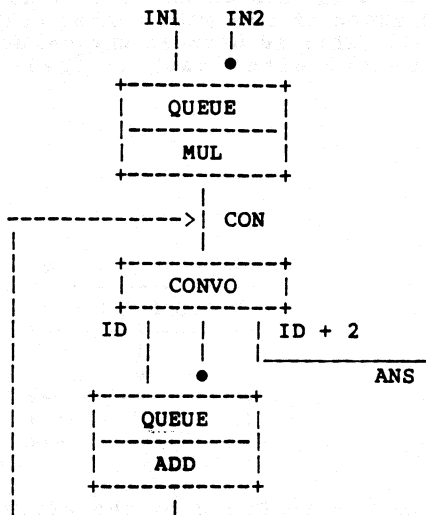 IN1 IN2
QUEUE
MUL
CON
CONVO
ID ID + 2
ANS
QUEUE
ADD